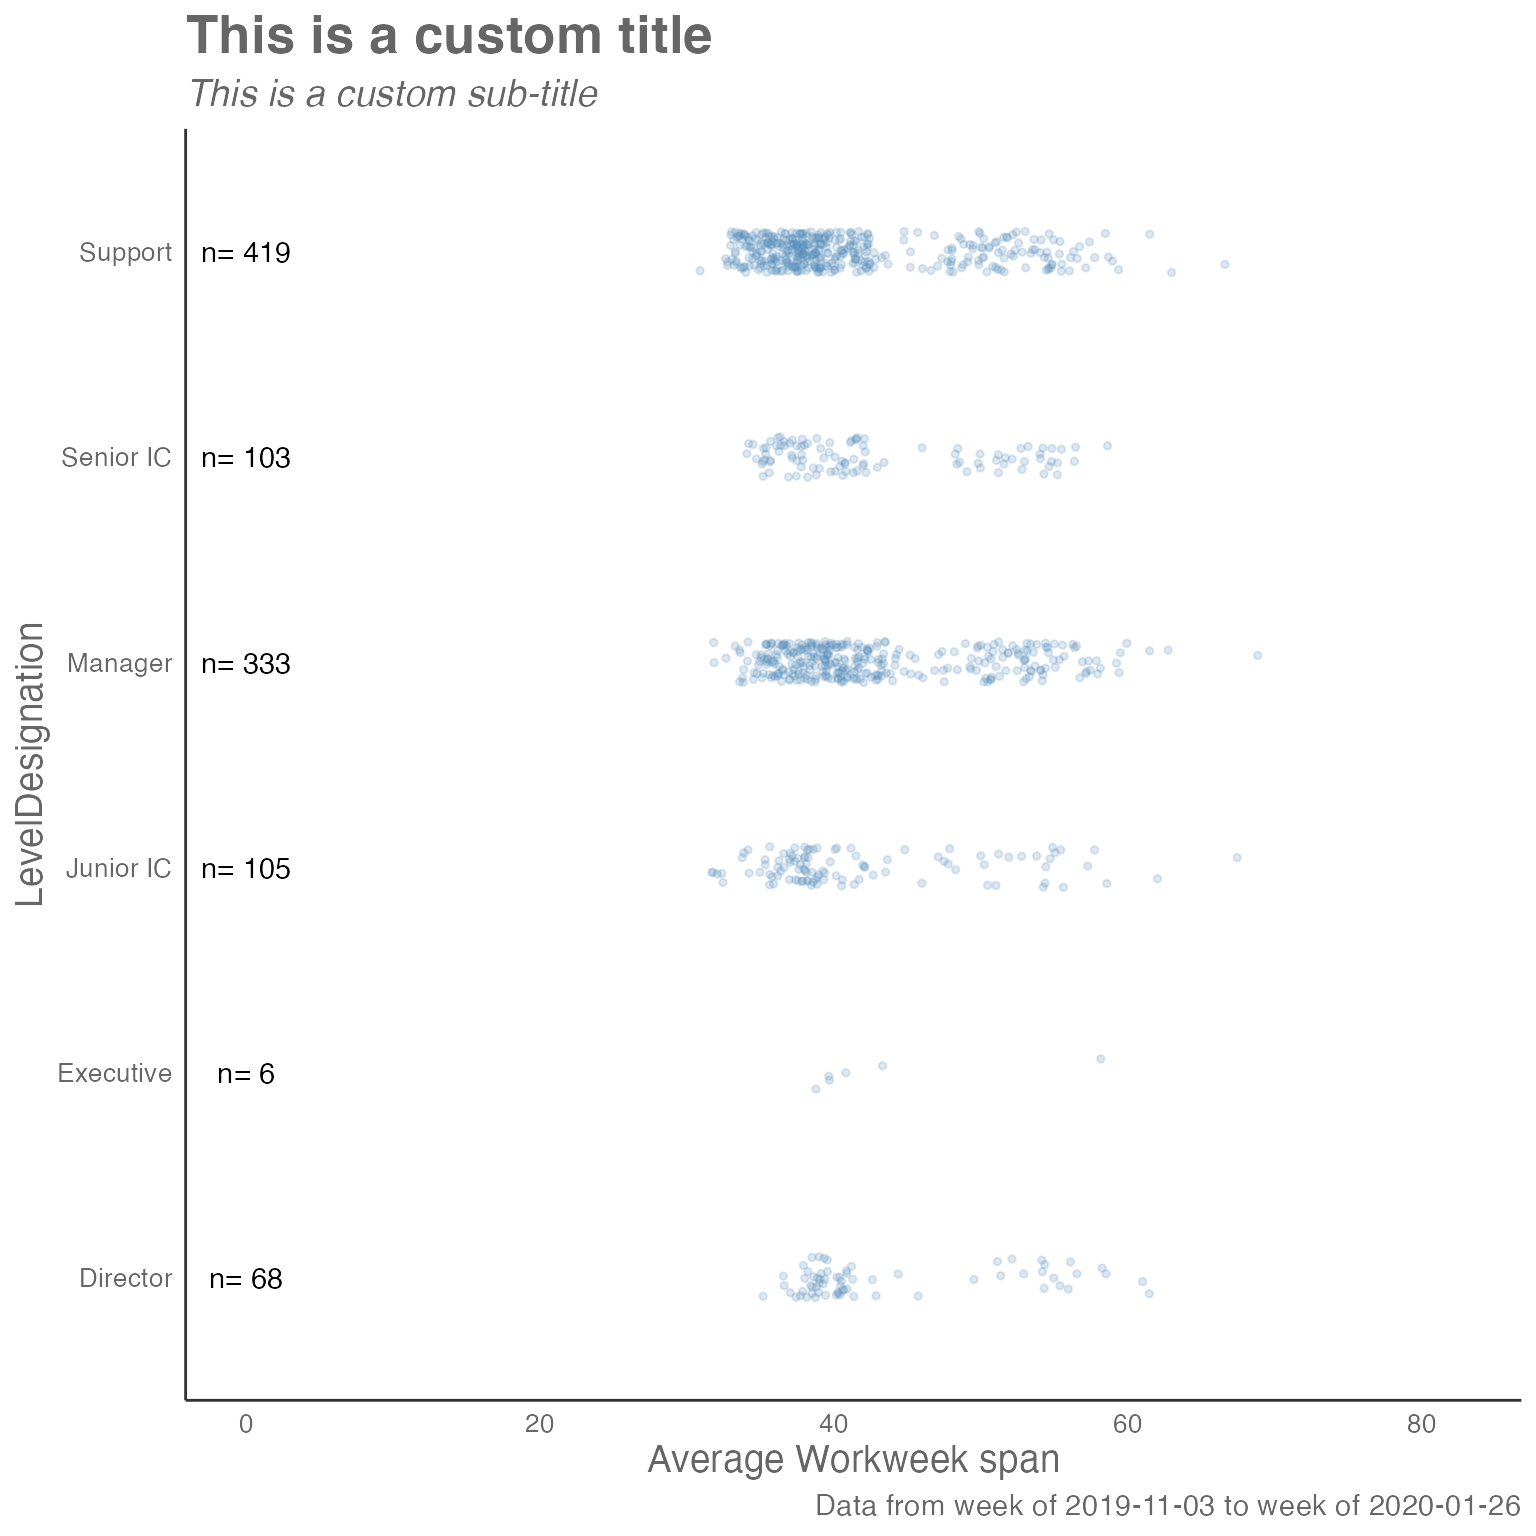 This is a custom title
This is a custom sub-title
LevelDesignation
Support n= 419
Senior IC n= 103
Manager n= 333
Junior IC n= 105
Executive n= 6
Director n= 68
0 20 40 60 80
Average Workweek span
Data from week of 2019-11-03 to week of 2020-01-26